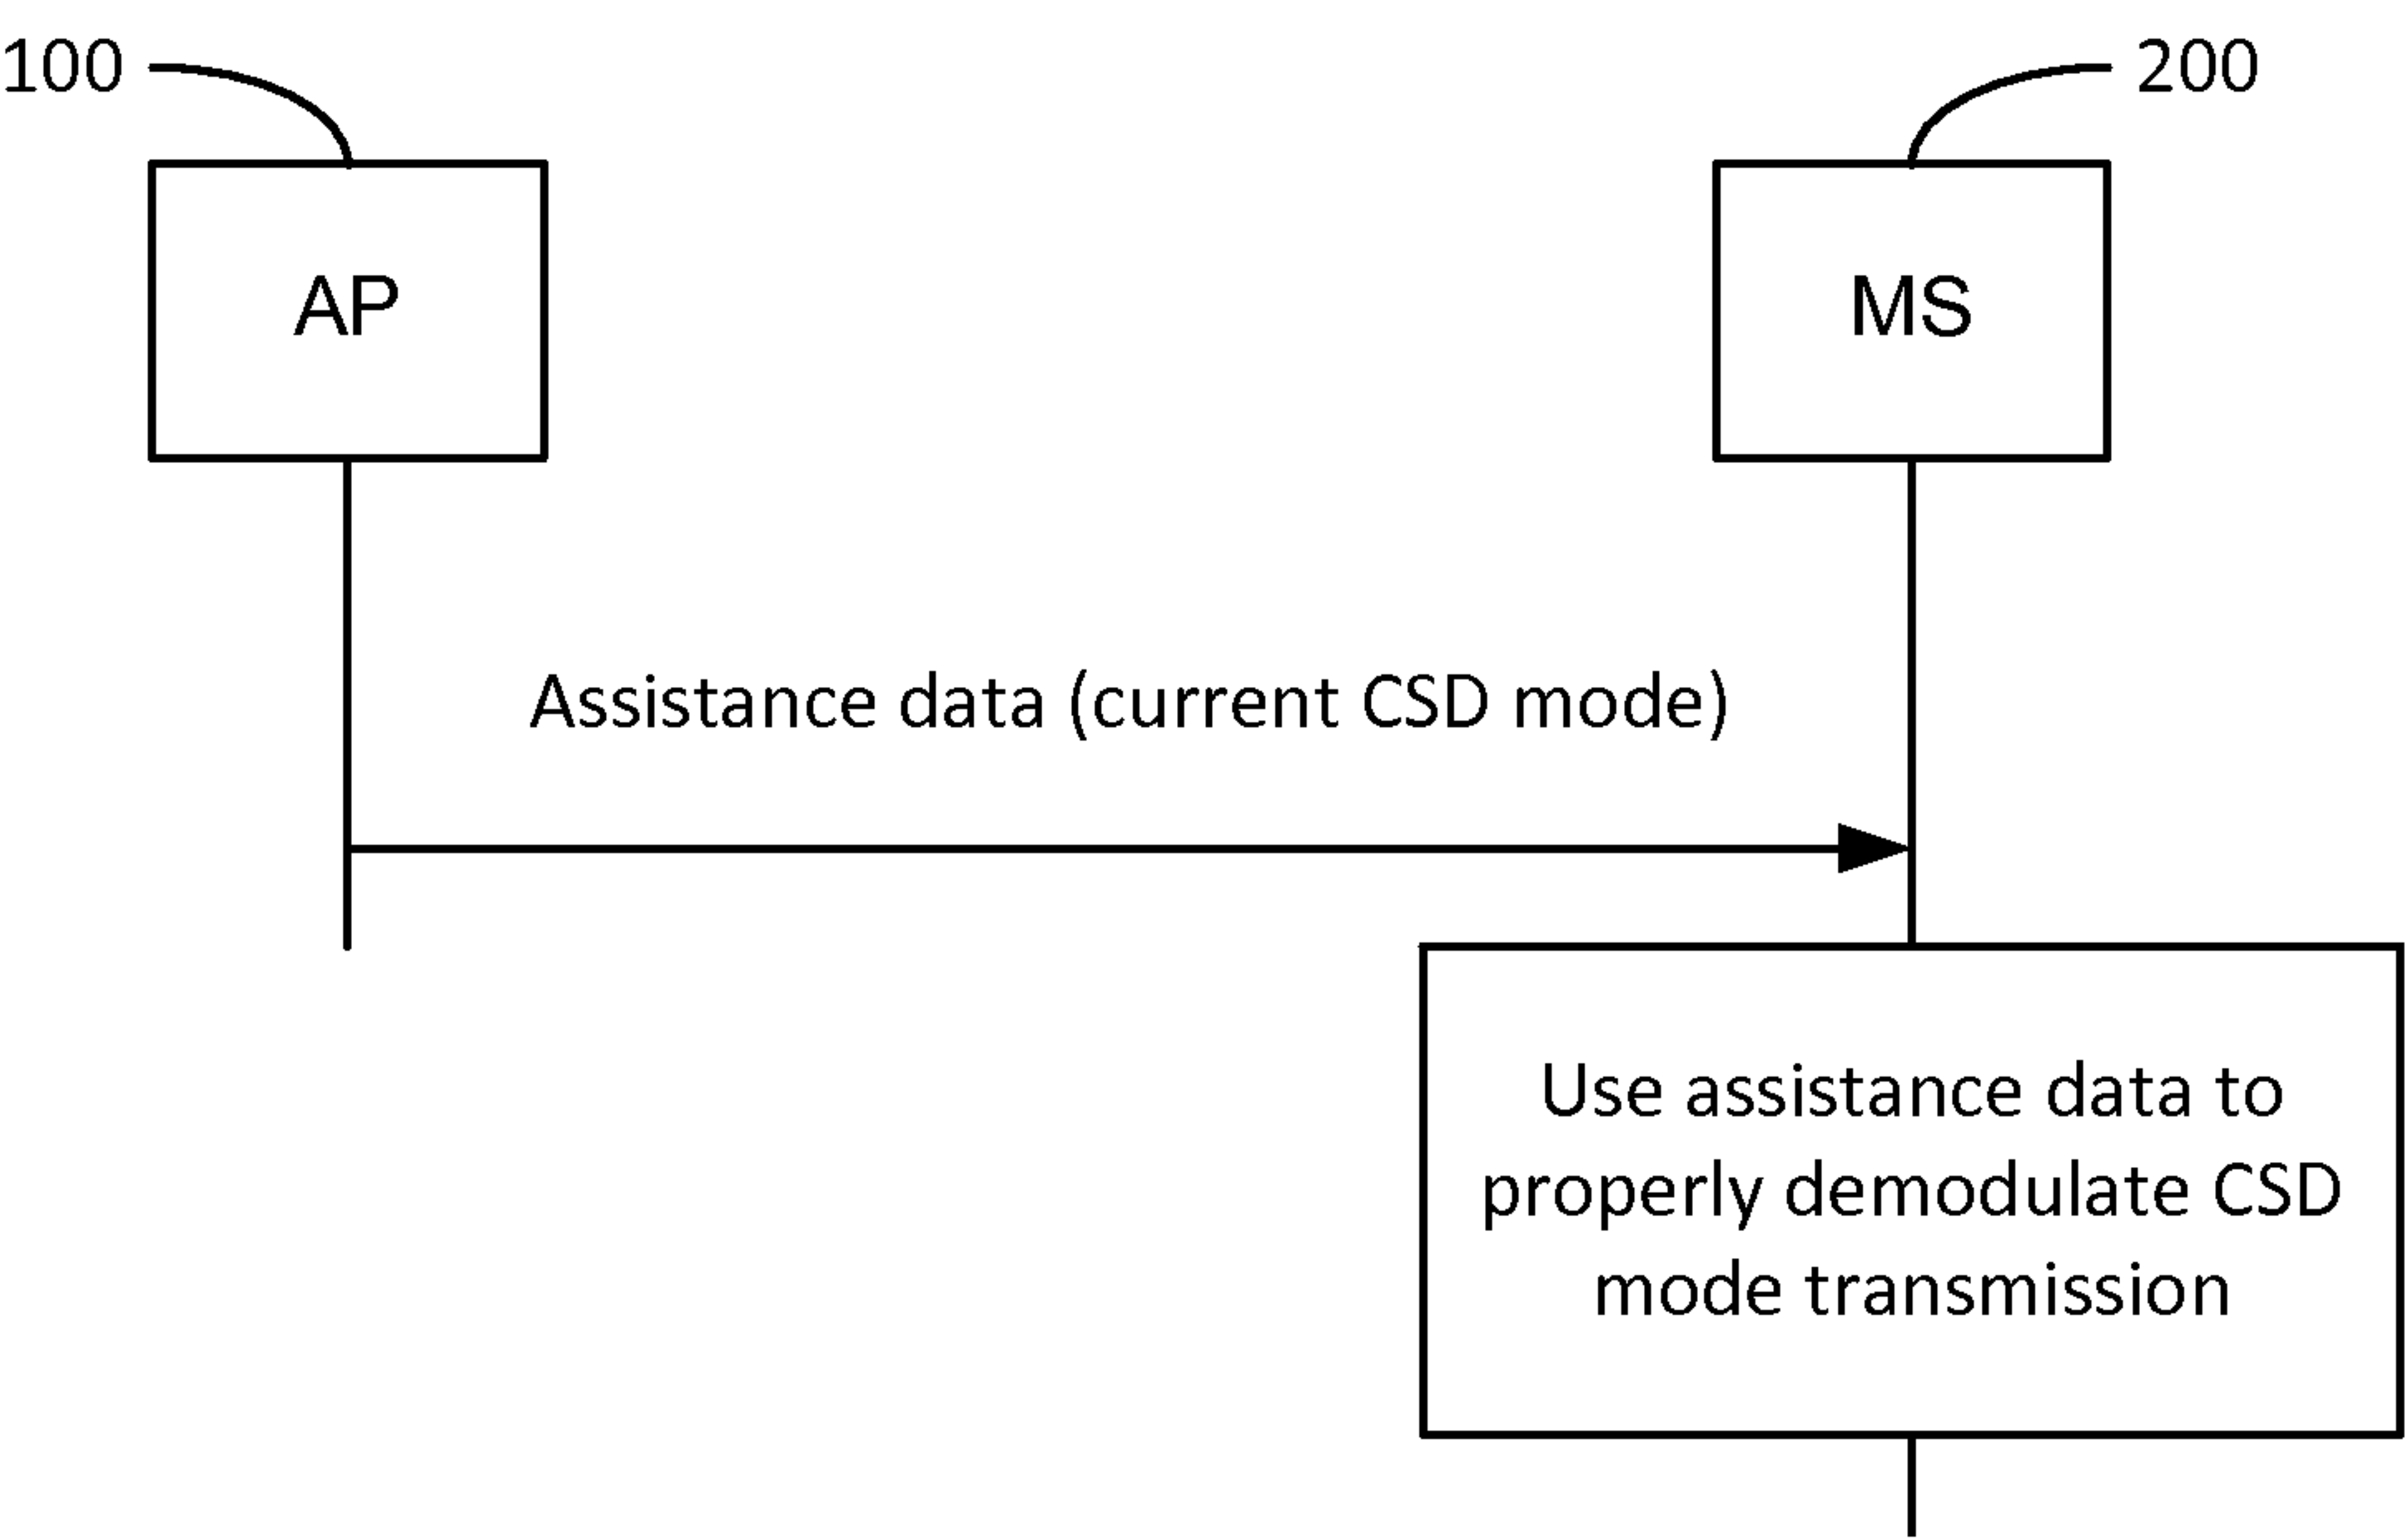 100
200
AP
MS
Assistance data (current CSD mode)
Use assistance data to
properly demodulate CSD
mode transmission